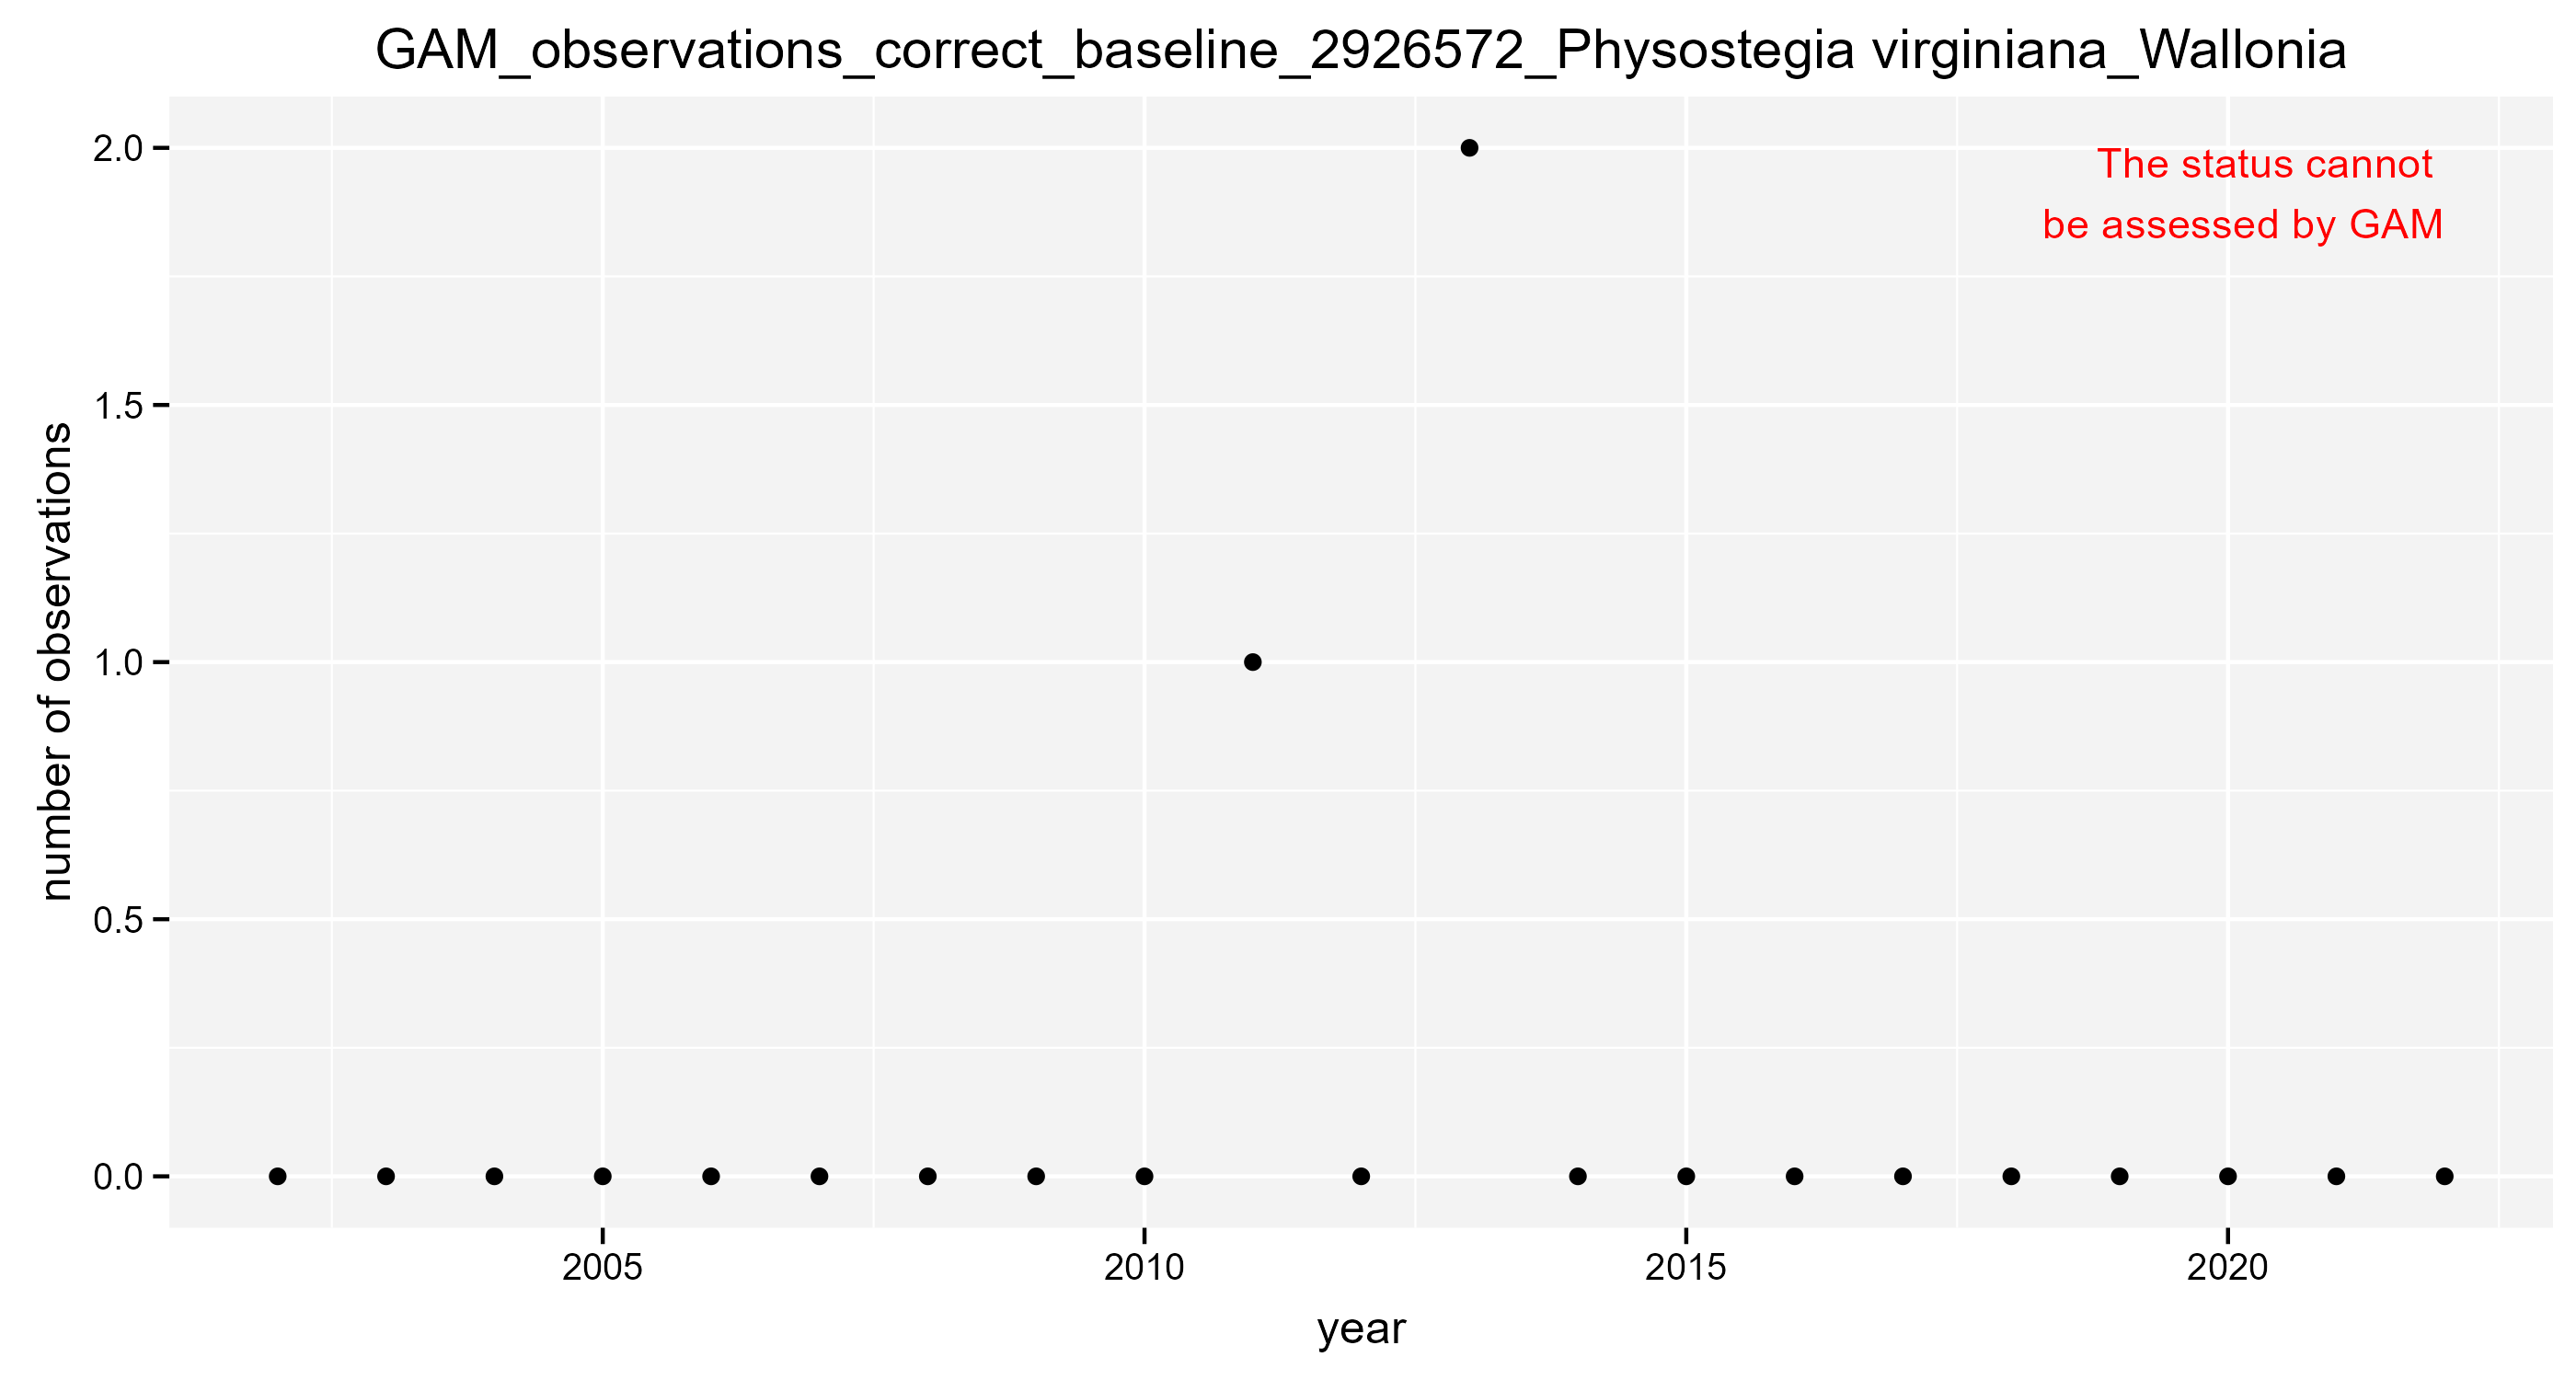 GAM_observations_correct_baseline_2926572_Physostegia virginiana_Wallonia
The status cannot
be assessed by GAM
number of observations
2.0
1.5
1.0
0.5
0.0
2005
2010
2015
2020
year